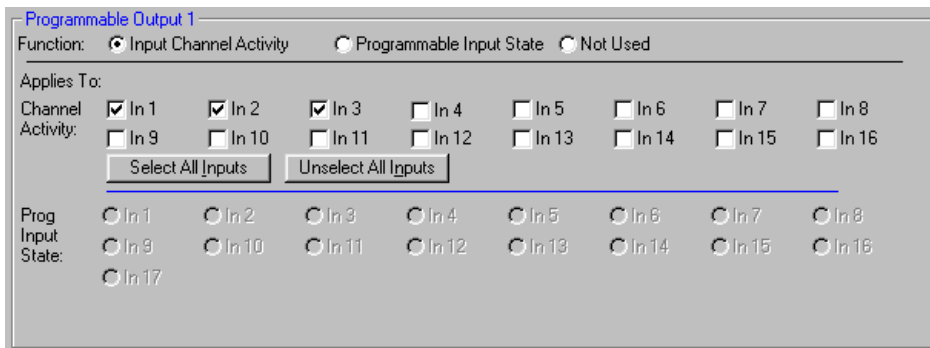 Programmable Output 1
Function: Input Channel Activity Programmable Input State Not Used
Applies To:
Channel Activity: In 1 In 2 In 3 In 4 In 5 In 6 In 7 In 8
In 9 In 10 In 11 In 12 In 13 In 14 In 15 In 16
Select All Inputs Unselect All Inputs
Prog Input State: In 1 In 2 In 3 In 4 In 5 In 6 In 7 In 8
In 9 In 10 In 11 In 12 In 13 In 14 In 15 In 16
In 17